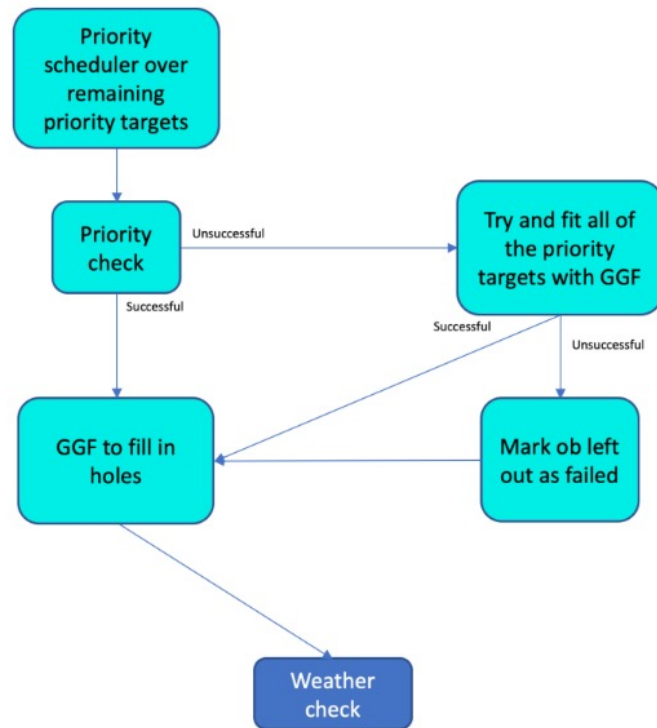 Priority
scheduler over
remaining
priority targets
Priority
check
Unsuccessful
Try and fit all of
the priority
targets with GGF
Successful
Successful
Unsuccessful
GGF to fill in
holes
Mark ob left
out as failed
Weather
check